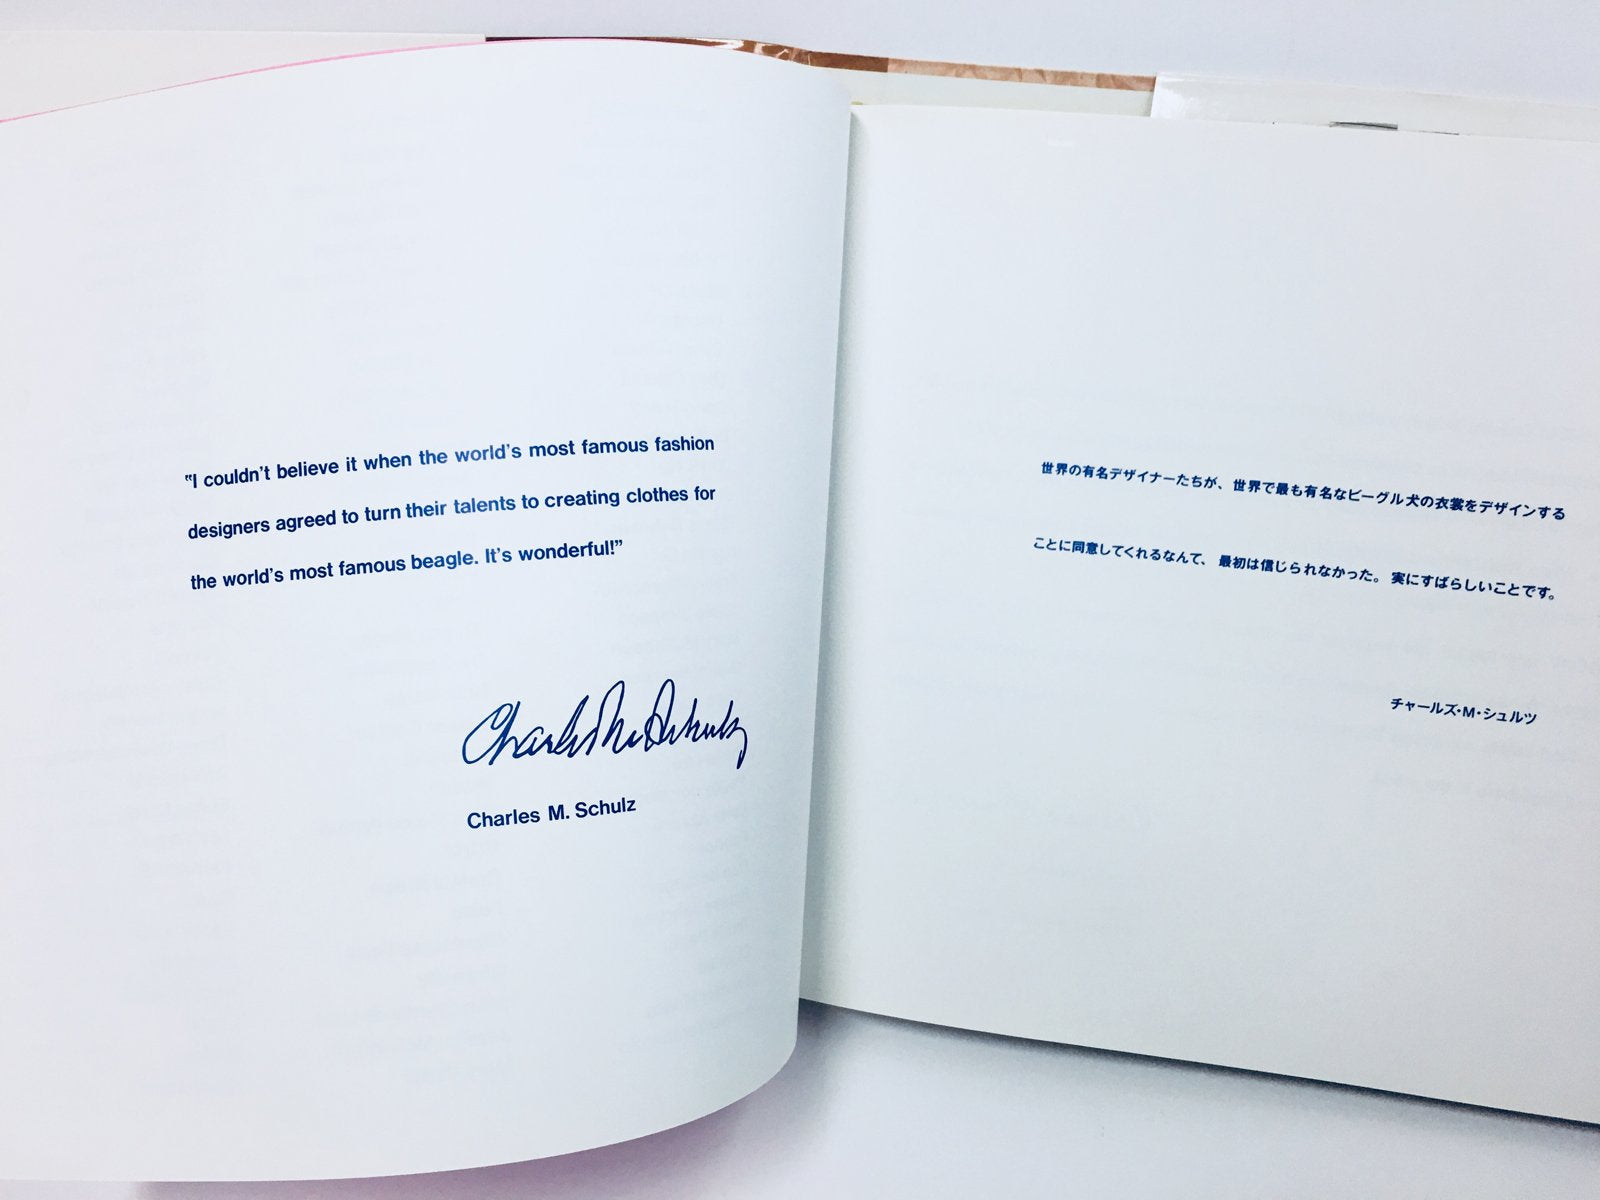 "I couldn't believe it when the world's most famous fashion
designers agreed to turn their talents to creating clothes for
the world's most famous beagle. It's wonderful!"
Charles M. Schulz
Charles M. Schulz
世界の有名デザイナーたちが、世界で最も有名なビーグル犬の衣裳をデザインする
ことに同意してくれるなんて、最初は信じられなかった。実にすばらしいことです。
チャールズ・M・シュルツ